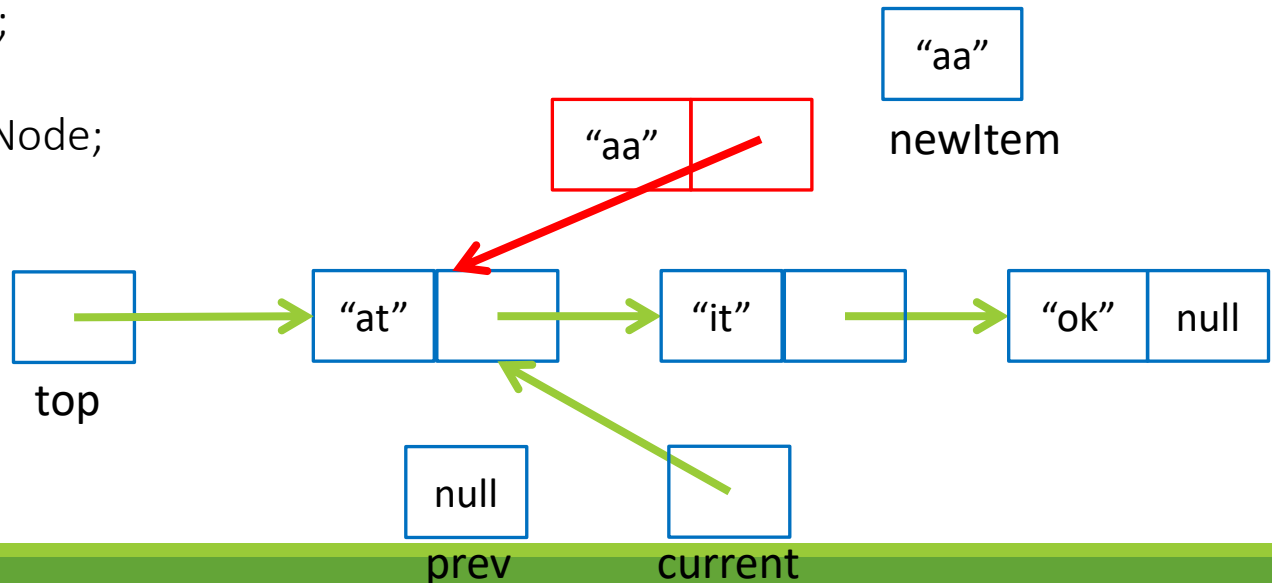 ;
Node;
“aa”
newItem
“aa”
“at”
“it”
“ok” null
top
null
prev
current